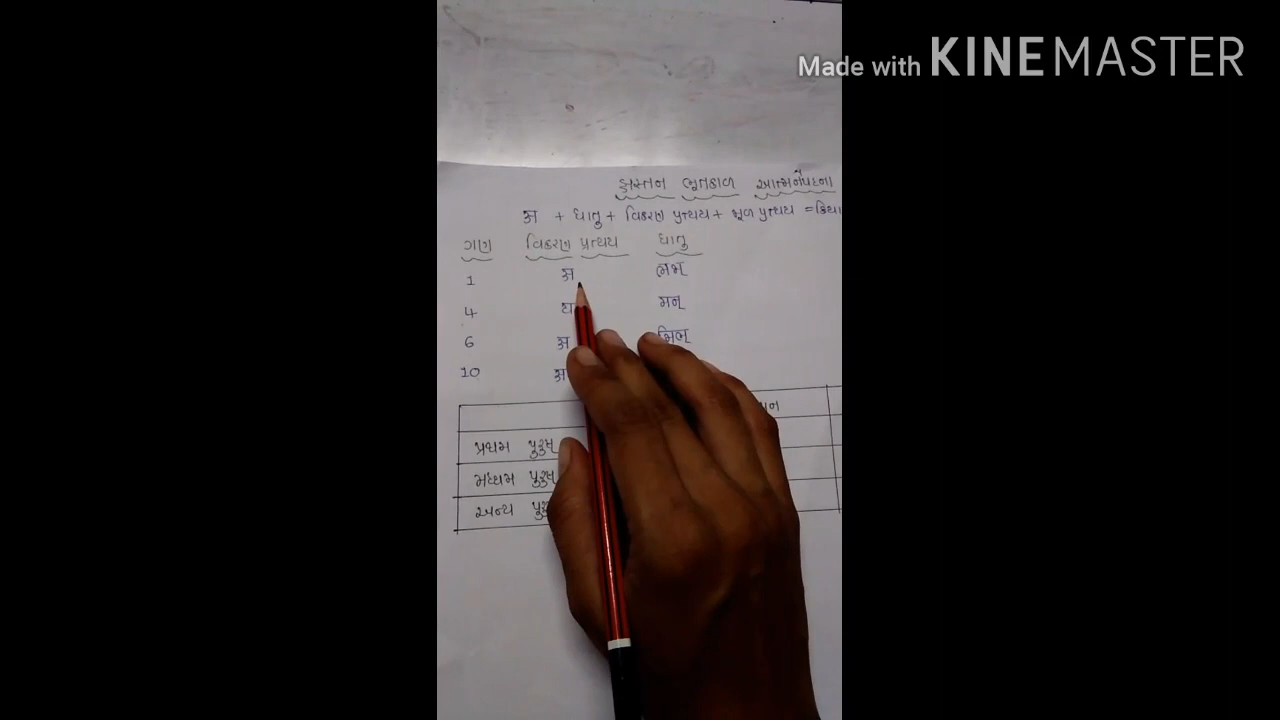 Made with KINEMASTER
હ્યસ્તન ભૂતકાળ આત્મનેપદના
अ + ધાતુ + વિકરણ પ્રત્યય + મૂળ પ્રત્યય = ક્રિયા
ગણ વિકરણ પ્રત્યય ધાતુ
1 अ લભ્
4 ય મન્
6 अ
10 अ
પ્રથમ પુરુષ
મધ્યમ પુરુષ
અન્ય